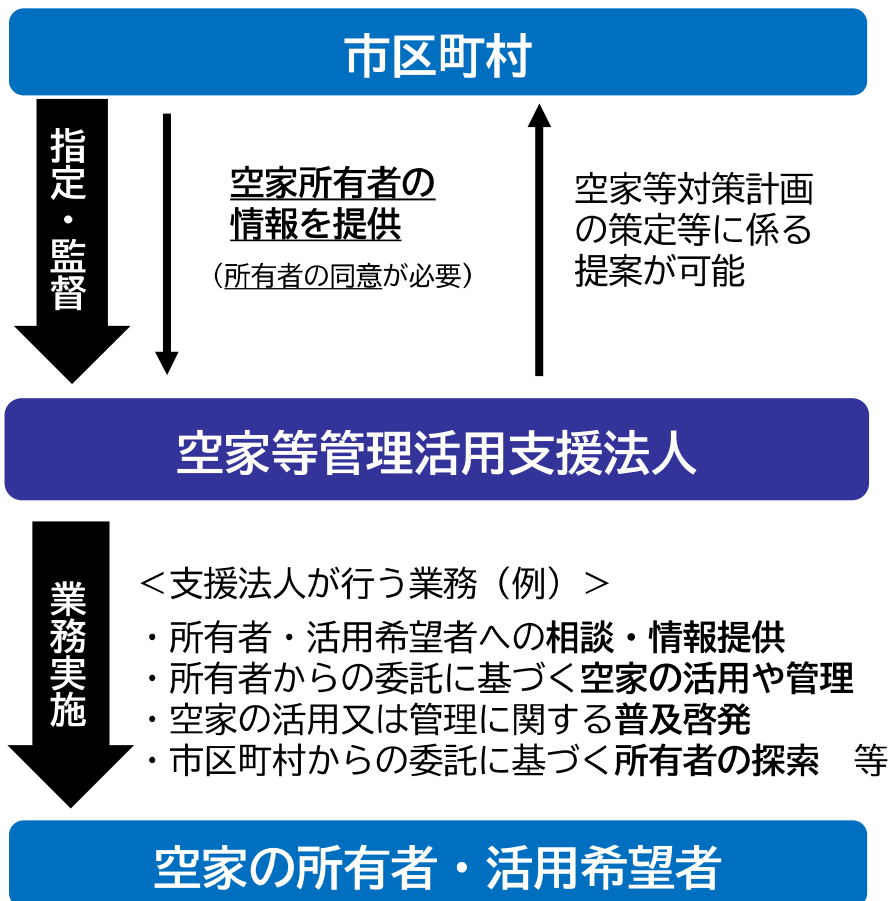 市区町村
指定・監督
空家所有者の
情報を提供
（所有者の同意が必要）
空家等対策計画
の策定等に係る
提案が可能
空家等管理活用支援法人
業務実施
＜支援法人が行う業務（例）＞
・所有者・活用希望者への相談・情報提供
・所有者からの委託に基づく空家の活用や管理
・空家の活用又は管理に関する普及啓発
・市区町村からの委託に基づく所有者の探索　等
空家の所有者・活用希望者